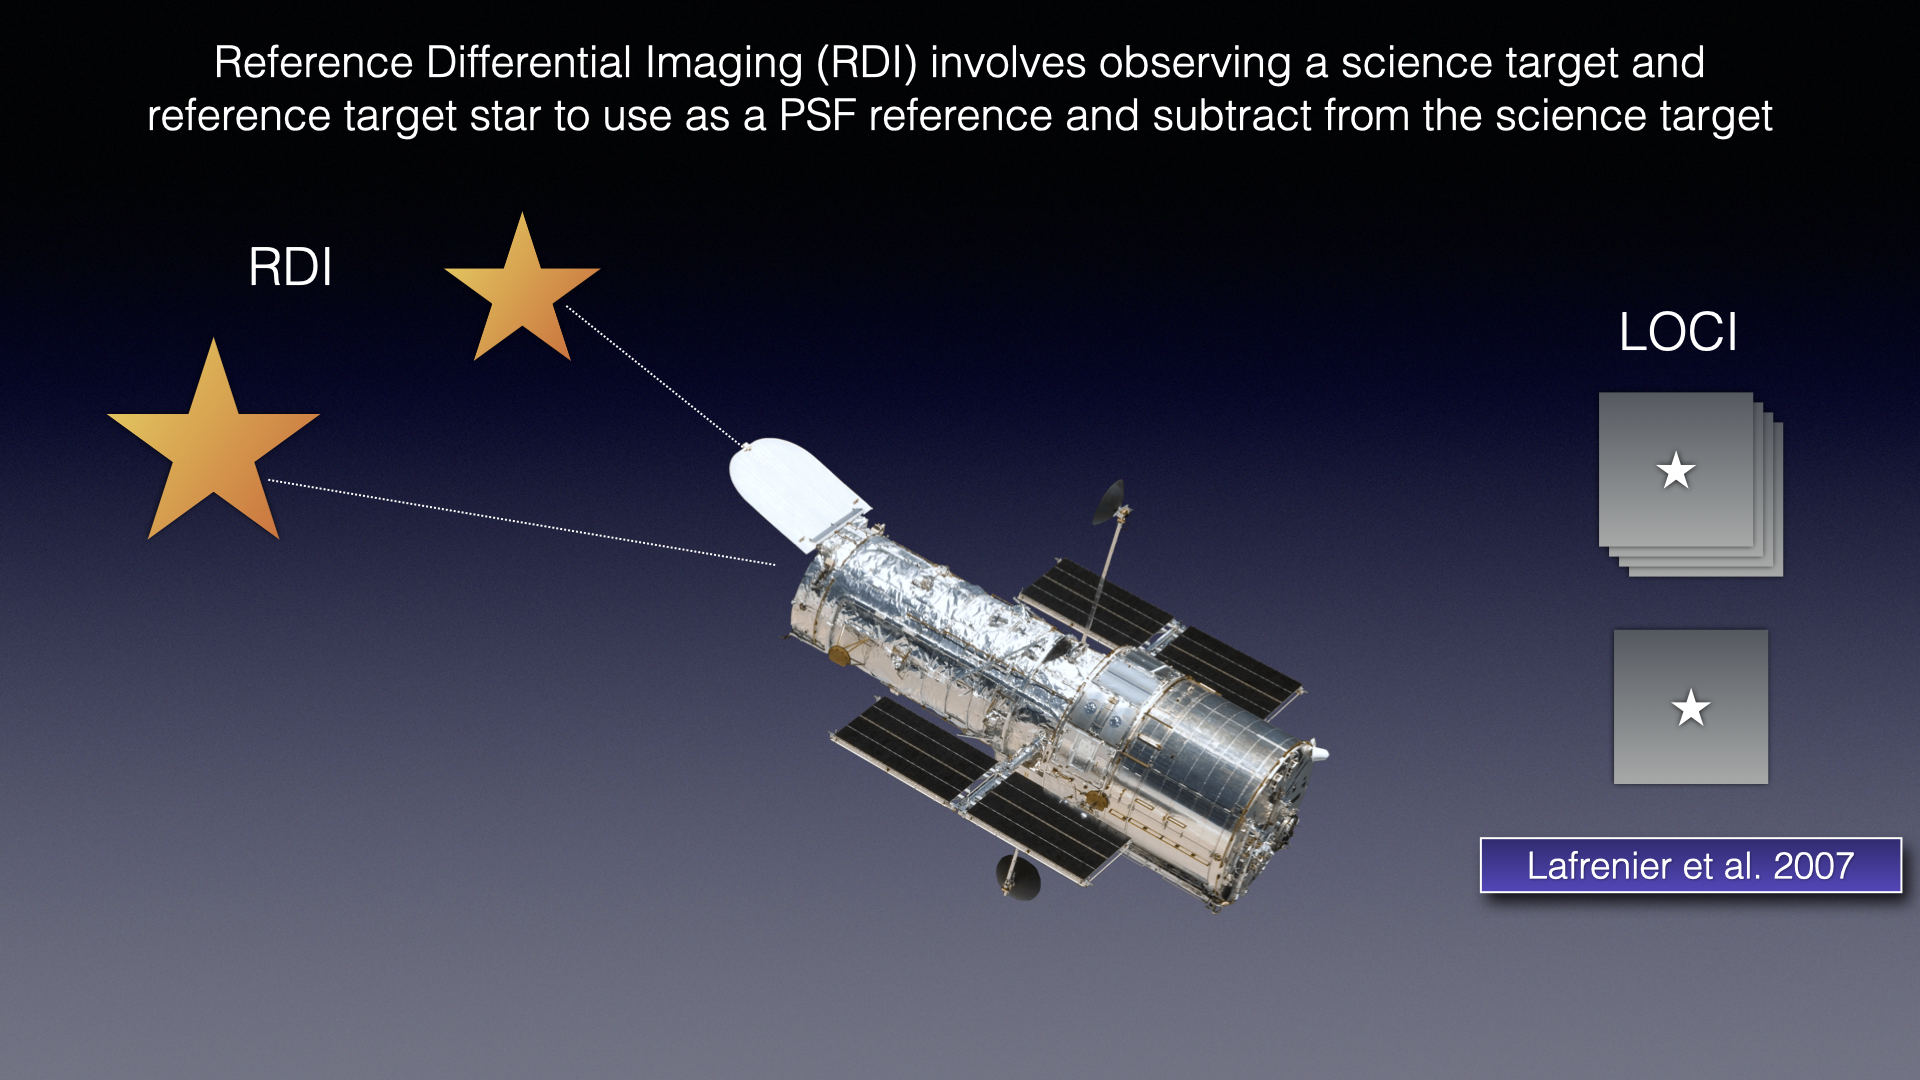 Reference Differential Imaging (RDI) involves observing a science target and
reference target star to use as a PSF reference and subtract from the science target
RDI
LOCI
Lafrenier et al. 2007